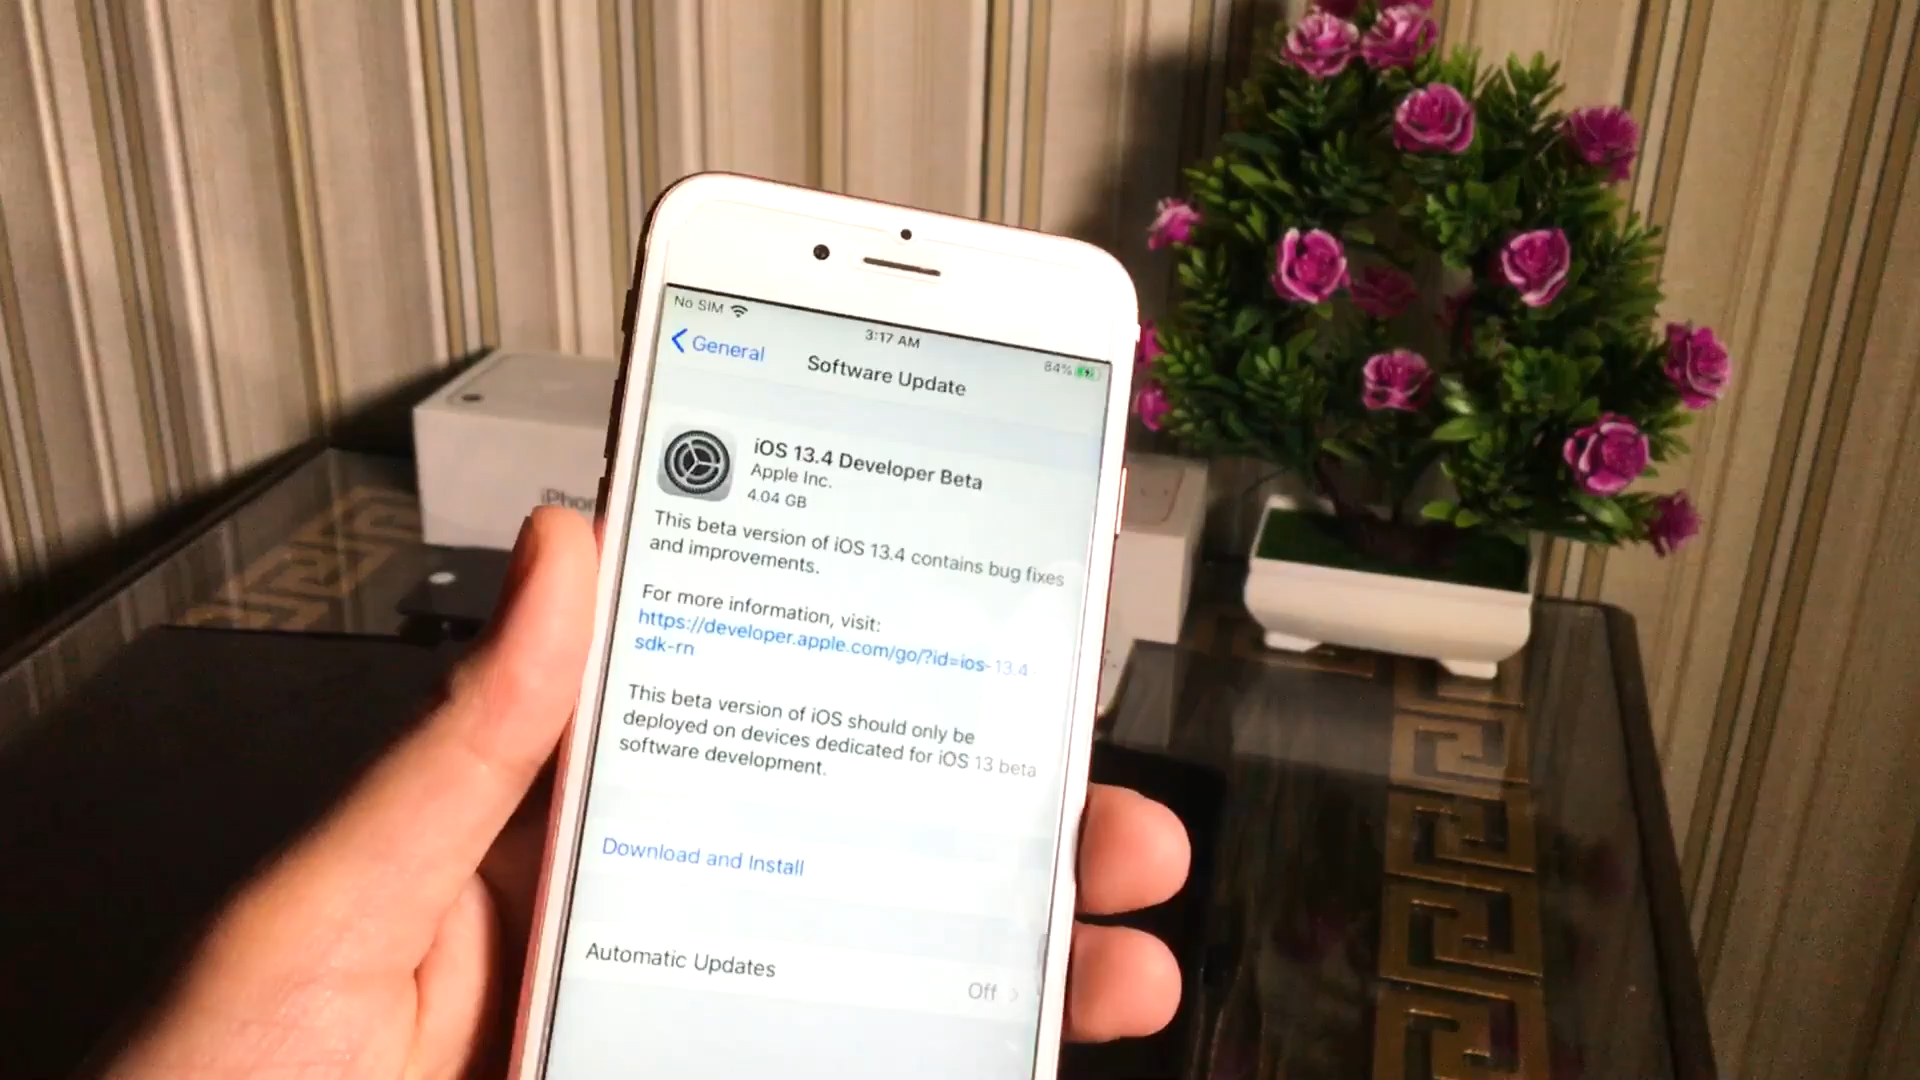 No SIM
3:17 AM
84%
General
Software Update
iOS 13.4 Developer Beta
Apple Inc.
4.04 GB
This beta version of iOS 13.4 contains bug fixes
and improvements.
For more information, visit:
https://developer.apple.com/go/?id=ios-13.4-
sdk-rn
This beta version of iOS should only be
deployed on devices dedicated for iOS 13 beta
software development.
Download and Install
Automatic Updates
Off
iPhon